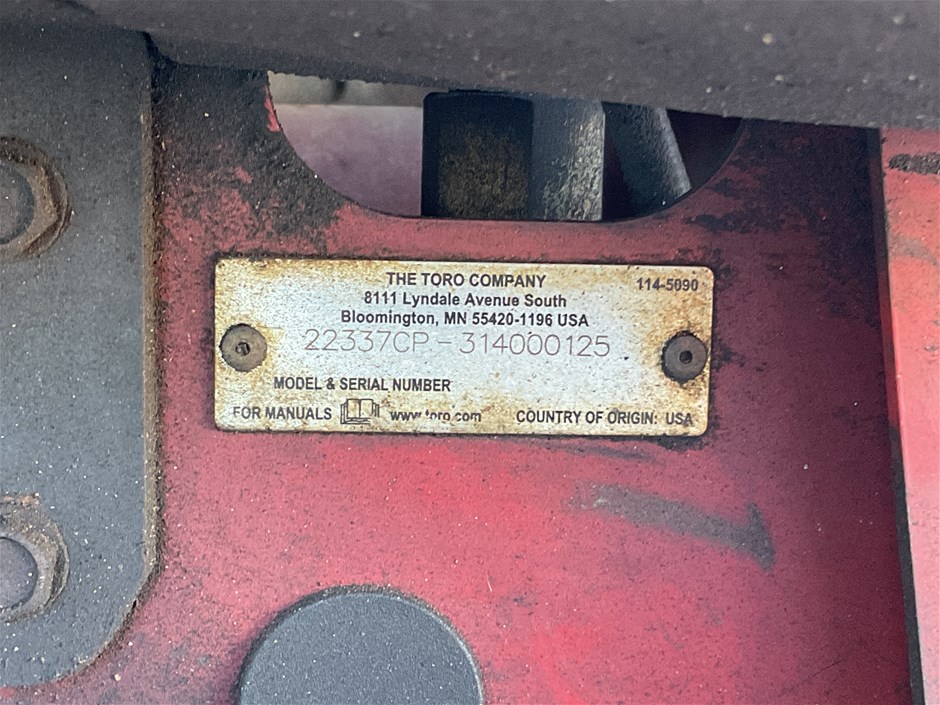 THE TORO COMPANY
114-5090
8111 Lyndale Avenue South
Bloomington, MN 55420-1196 USA
22337CP - 314000125
MODEL & SERIAL NUMBER
FOR MANUALS www.toro.com COUNTRY OF ORIGIN: USA